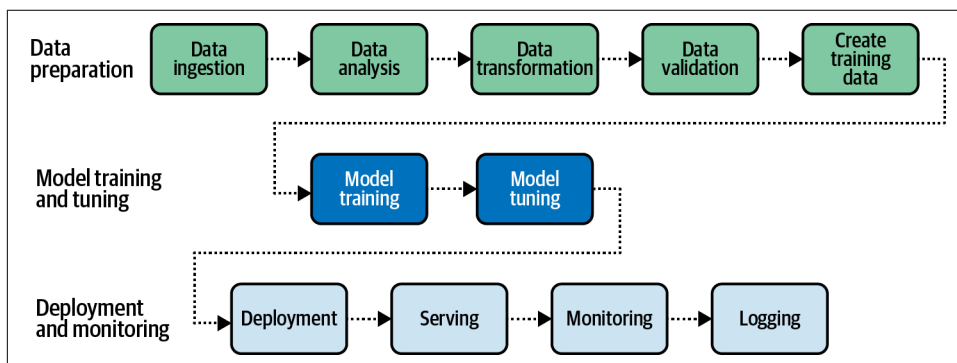 Data
preparation
Data
ingestion
Data
analysis
Data
transformation
Data
validation
Create
training
data
Model training
and tuning
Model
training
Model
tuning
Deployment
and monitoring
Deployment
Serving
Monitoring
Logging